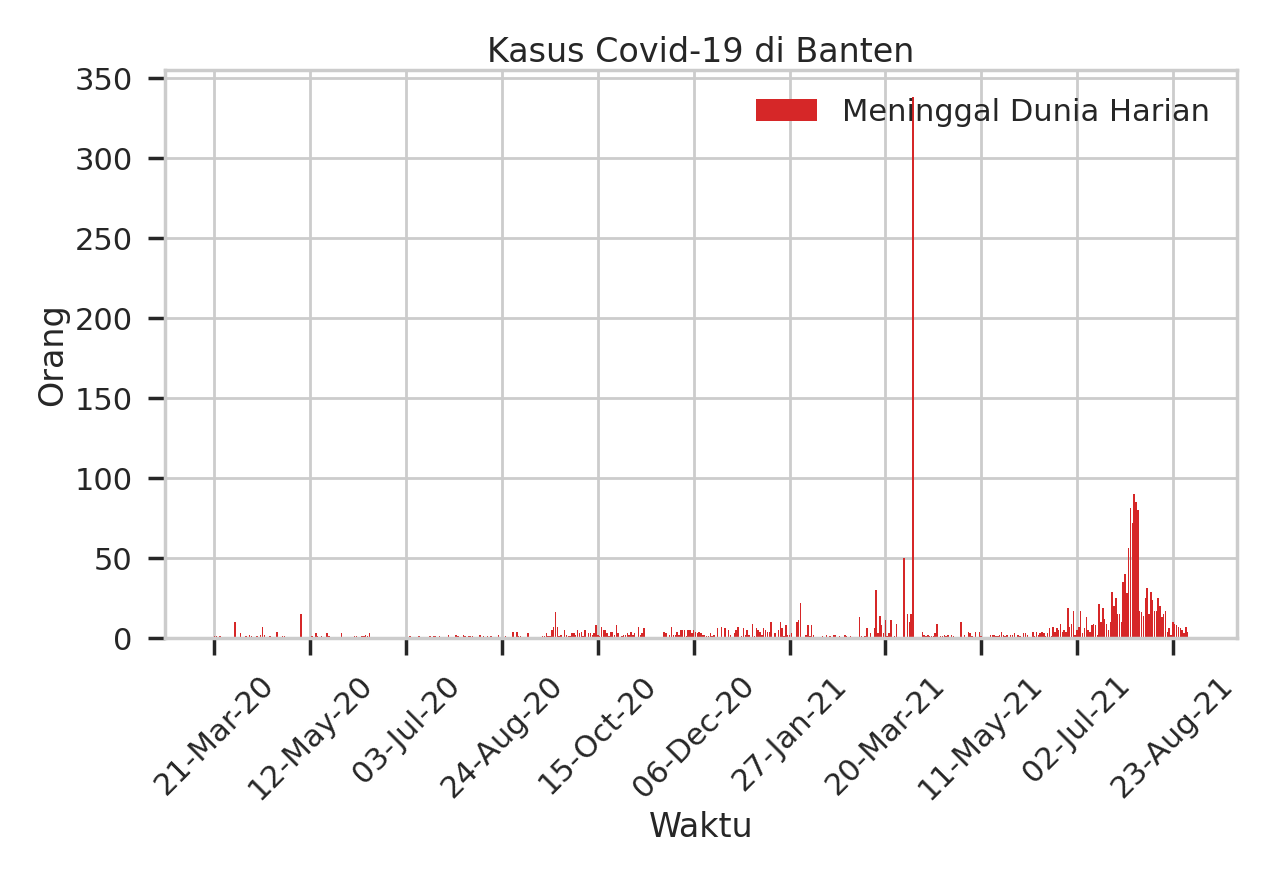 Kasus Covid-19 di Banten
Meninggal Dunia Harian
Orang
350
300
250
200
150
100
50
0
21-Mar-20
12-May-20
03-Jul-20
24-Aug-20
15-Oct-20
06-Dec-20
27-Jan-21
20-Mar-21
11-May-21
02-Jul-21
23-Aug-21
Waktu